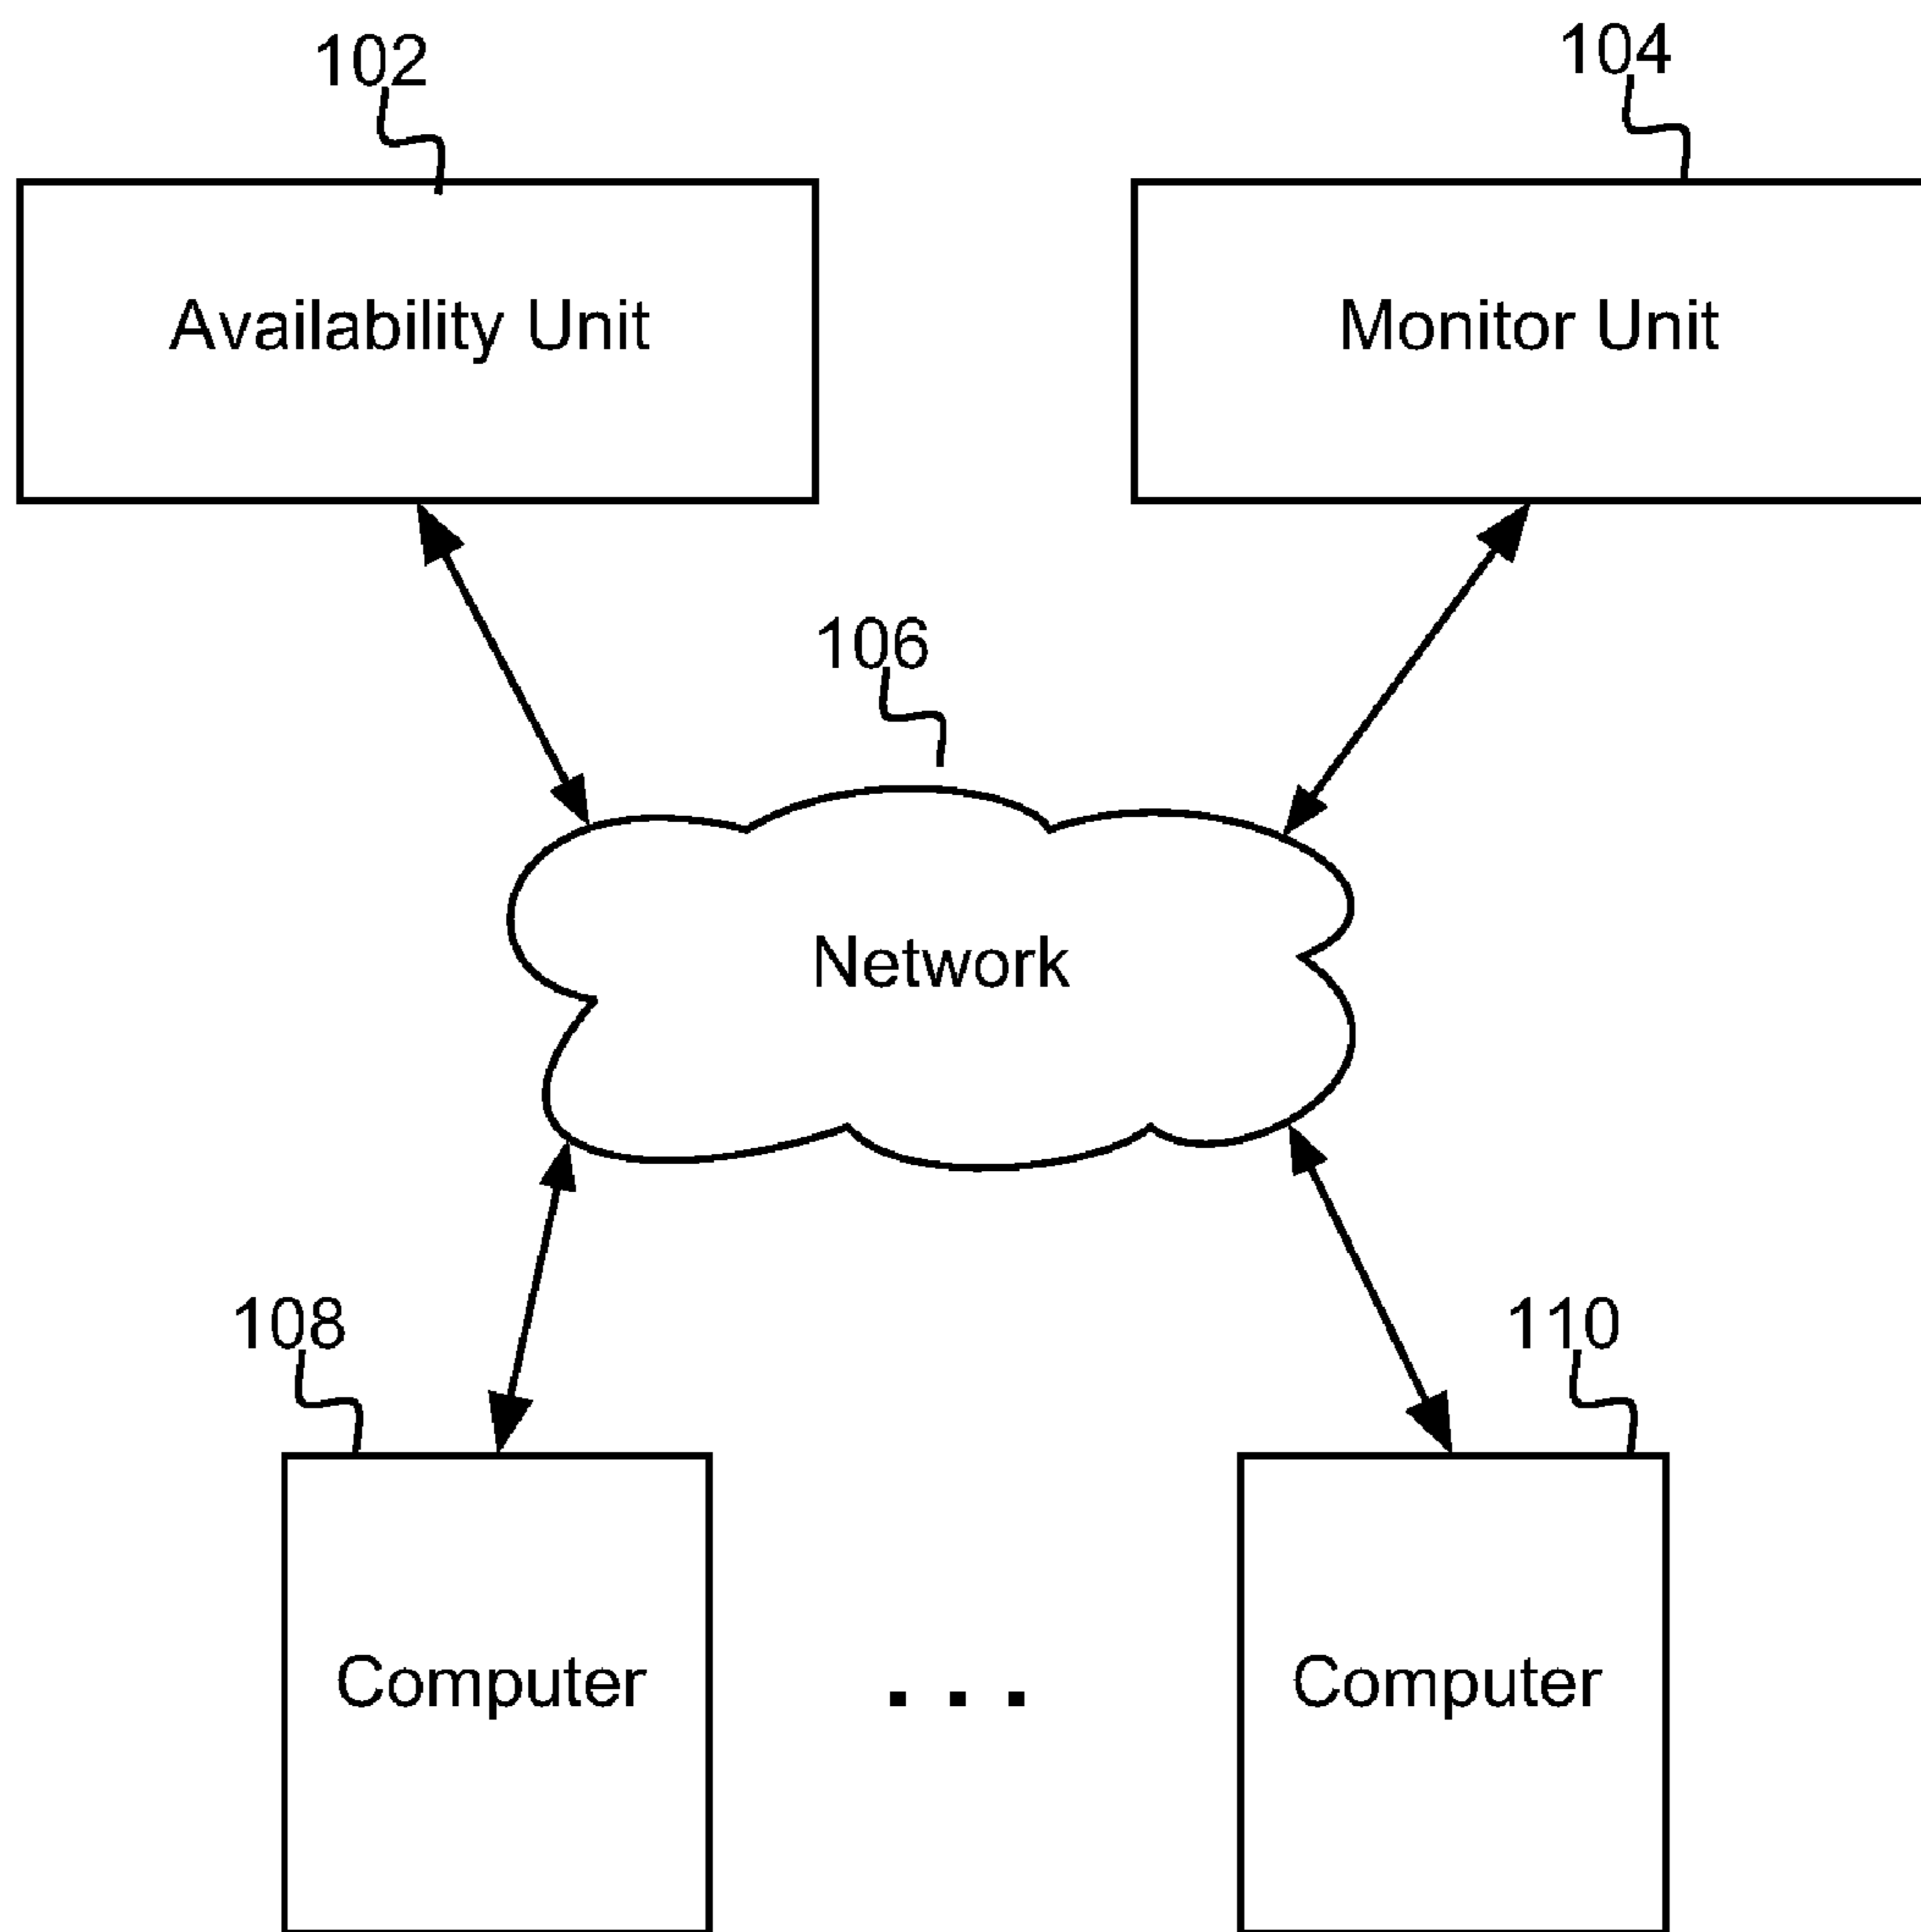 102
104
Availability Unit
Monitor Unit
106
Network
108
110
Computer
. . .
Computer